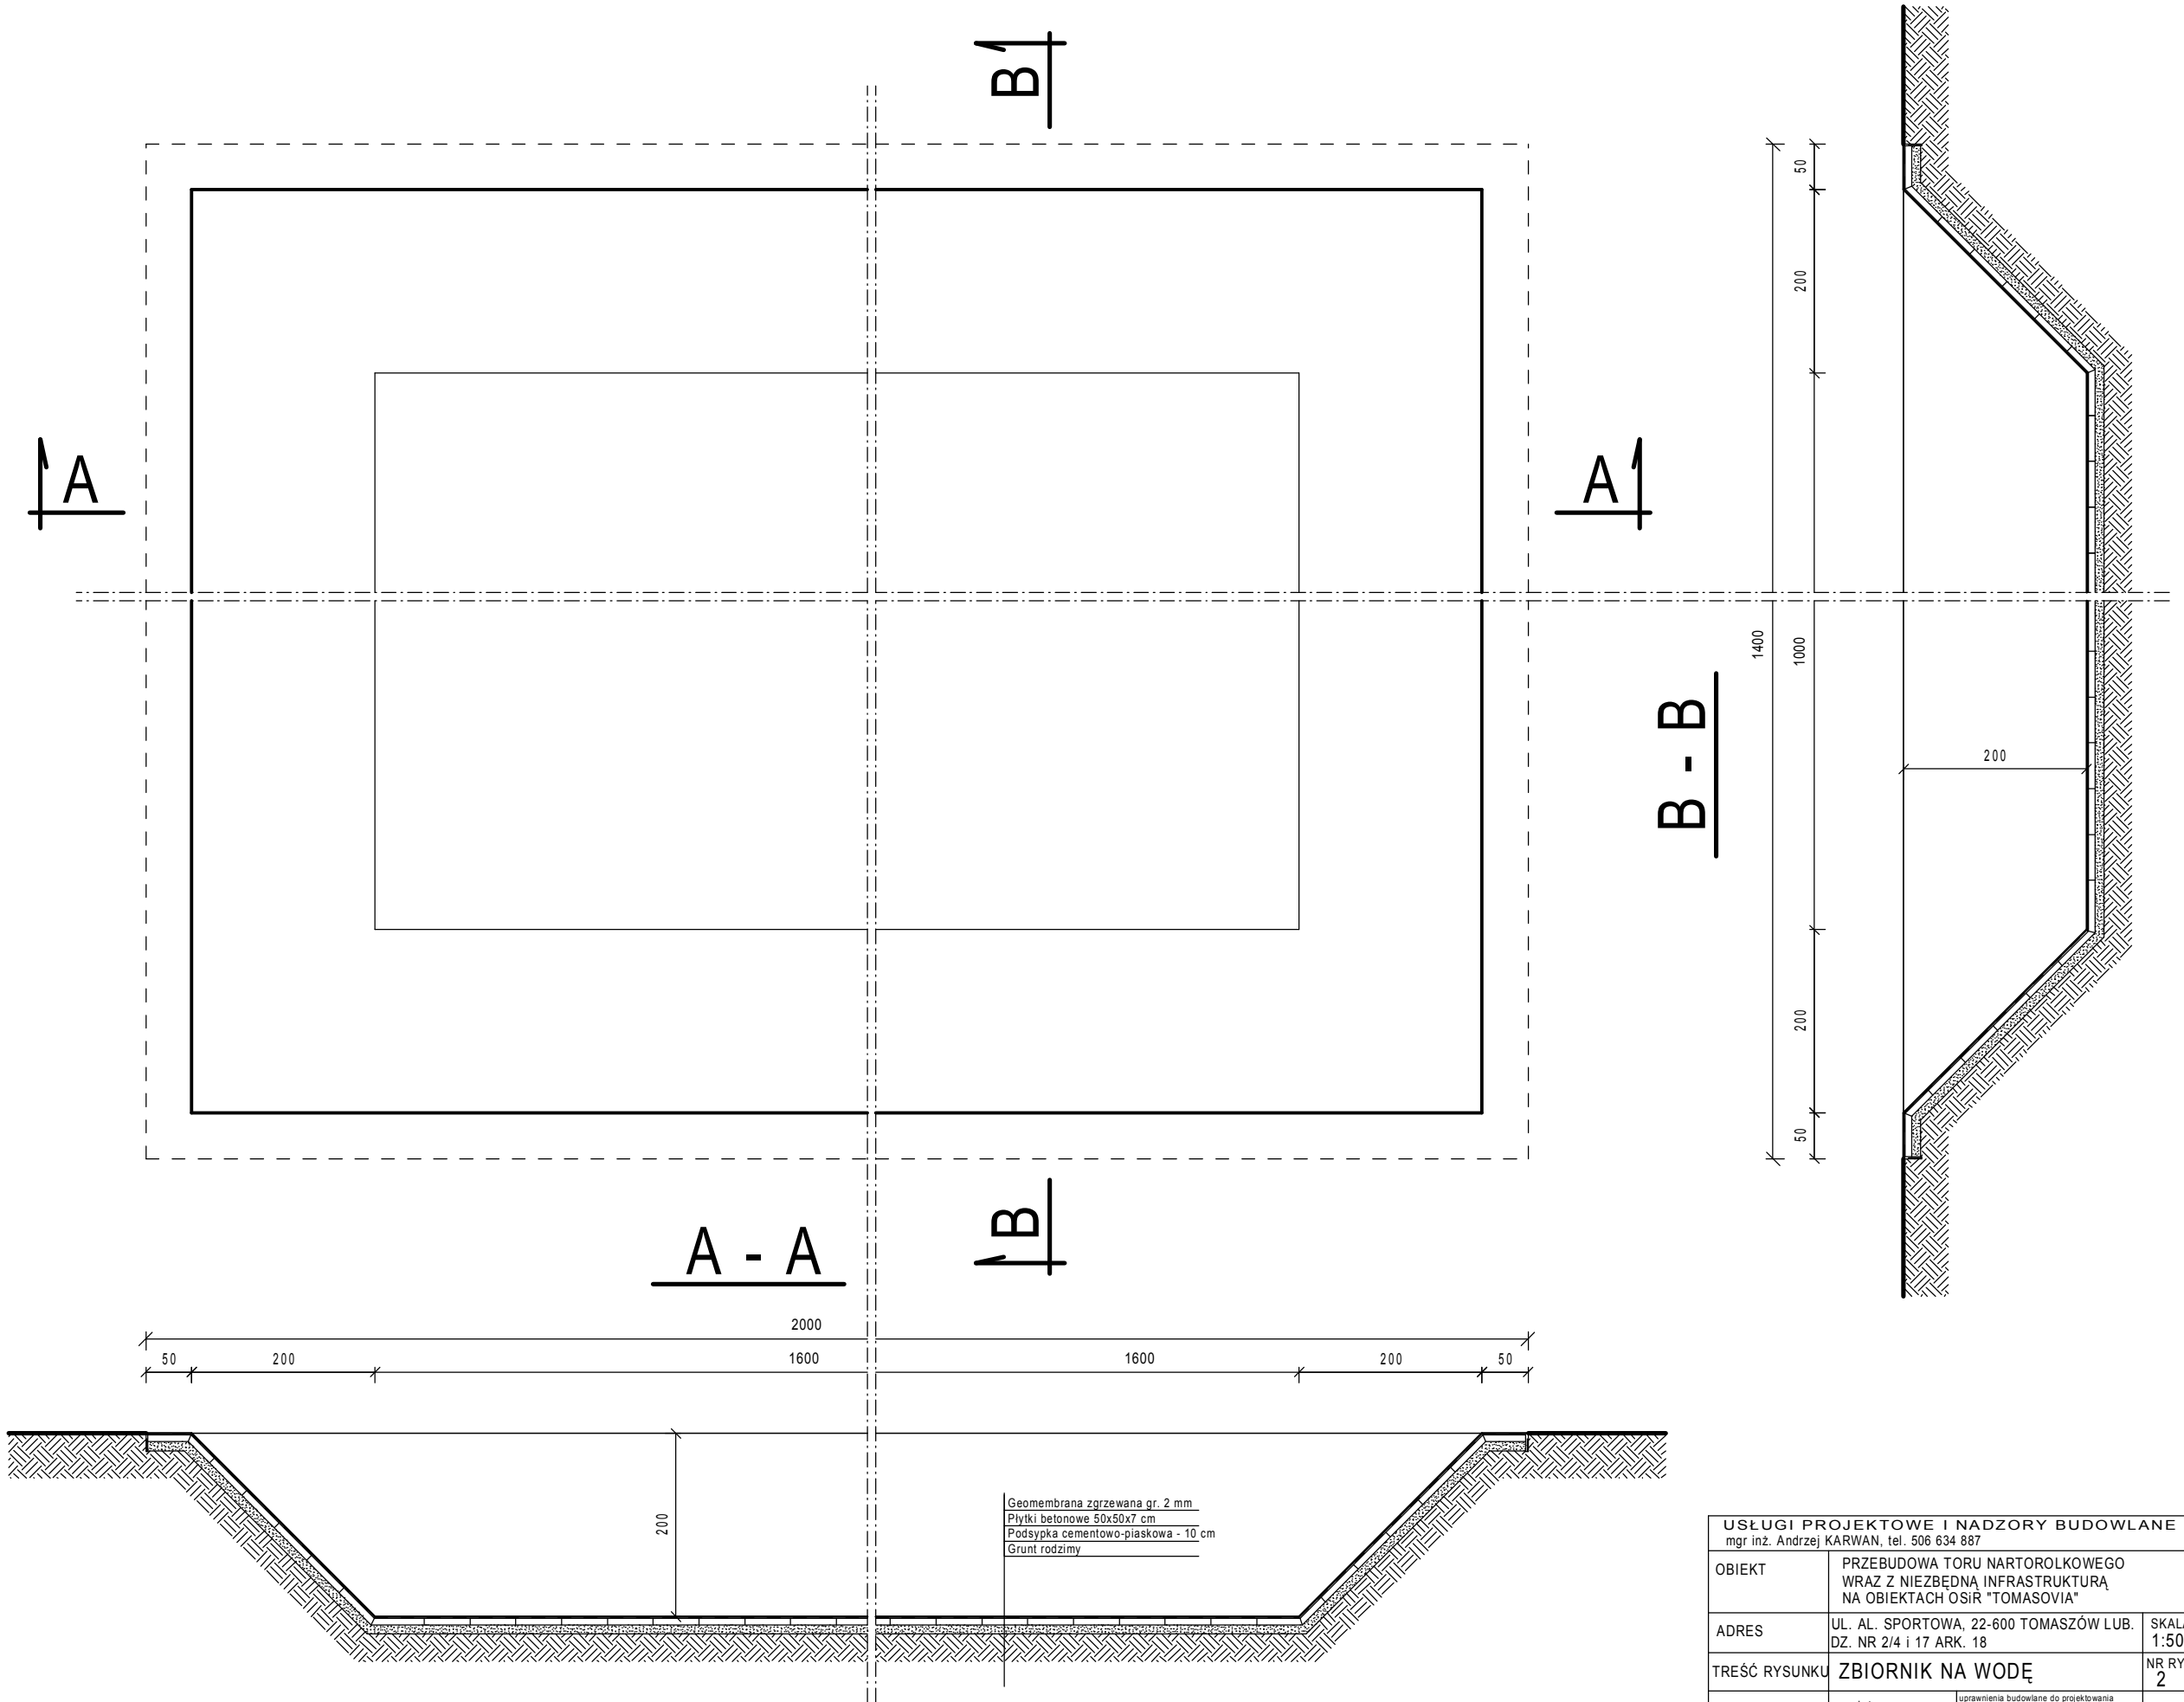 B
B
A
A
50
200
1400
1000
200
B - B
200
50
A - A
2000
50
200
1600
1600
200
50
200
Geomembrana zgrzewana gr. 2 mm
Płytki betonowe 50x50x7 cm
Podsypka cementowo-piaskowa - 10 cm
Grunt rodzimy
USŁUGI PROJEKTOWE I NADZORY BUDOWLANE
mgr inż. Andrzej KARWAN, tel. 506 634 887
OBIEKT
PRZEBUDOWA TORU NARTOROLKOWEGO
WRAZ Z NIEZBĘDNĄ INFRASTRUKTURĄ
NA OBIEKTACH OSiR "TOMASOVIA"
ADRES
UL. AL. SPORTOWA, 22-600 TOMASZÓW LUB.
DZ. NR 2/4 i 17 ARK. 18
SKALA
1:50
TREŚĆ RYSUNKU
ZBIORNIK NA WODĘ
NR RY
2
uprawnienia budowlane do projektowania